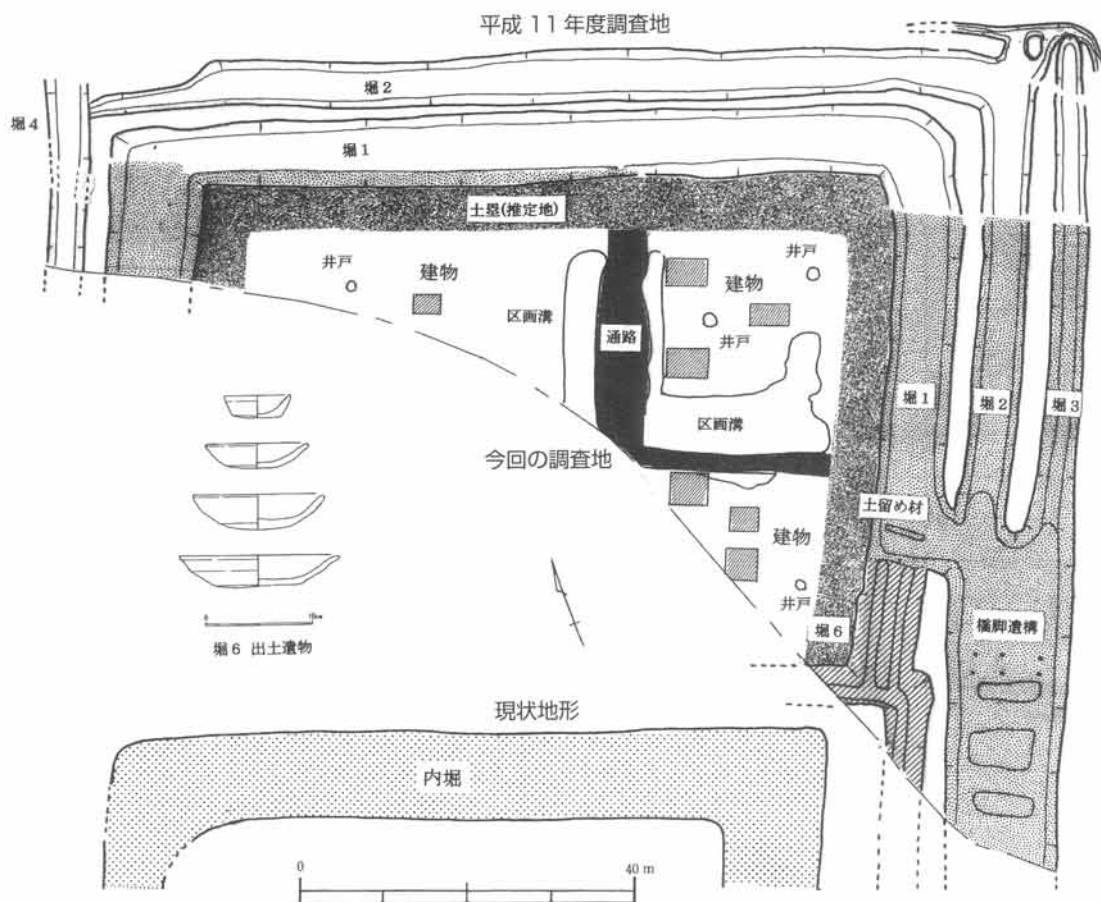 平成11年度調査地
堀2
堀4
堀1
土塁(推定地)
井戸
建物
区画溝
通路
建物
井戸
井戸
堀1
堀2
堀3
区画溝
今回の調査地
土留め材
建物
井戸
堀6
橋脚遺構
0
堀6 出土遺物
現状地形
内堀
0
40 m